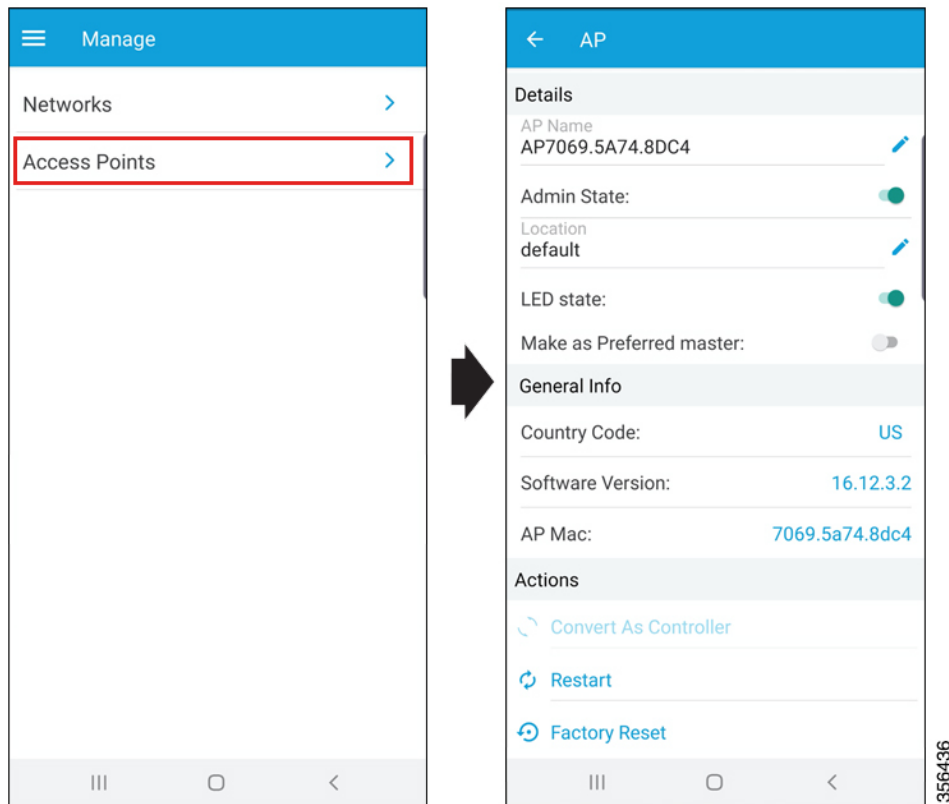 Manage
Networks
Access Points
AP
Details
AP Name
AP7069.5A74.8DC4
Admin State:
Location
default
LED state:
Make as Preferred master:
General Info
Country Code: US
Software Version: 16.12.3.2
AP Mac: 7069.5a74.8dc4
Actions
Convert As Controller
Restart
Factory Reset
356436